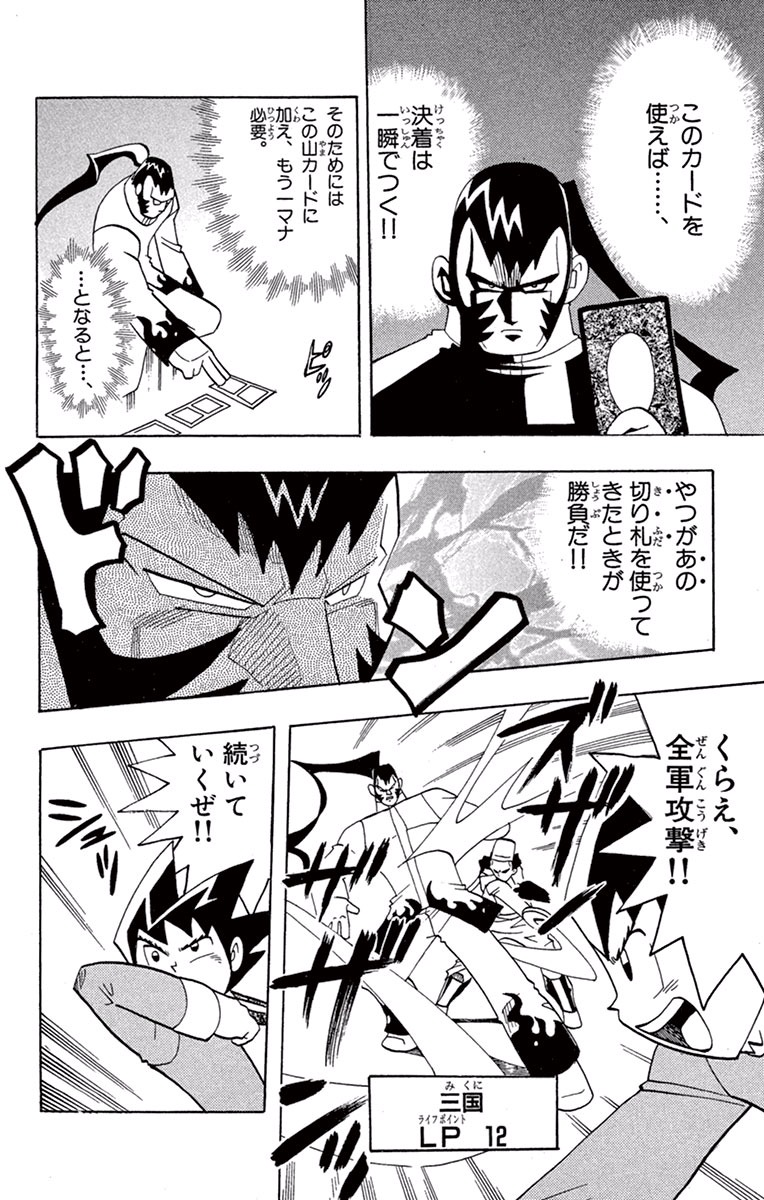 このカードを
使えば……、
決着は
一瞬でつく!!
そのためには
この山カードに
加え、もう一マナ
必要。
…となると…、
ピッ
やつがあの
切り札を使って
きたときが
勝負だ!!
ドン
くらえ、
全軍攻撃!!
ズズ
三国
LP 12
続いて
いくぜ!!